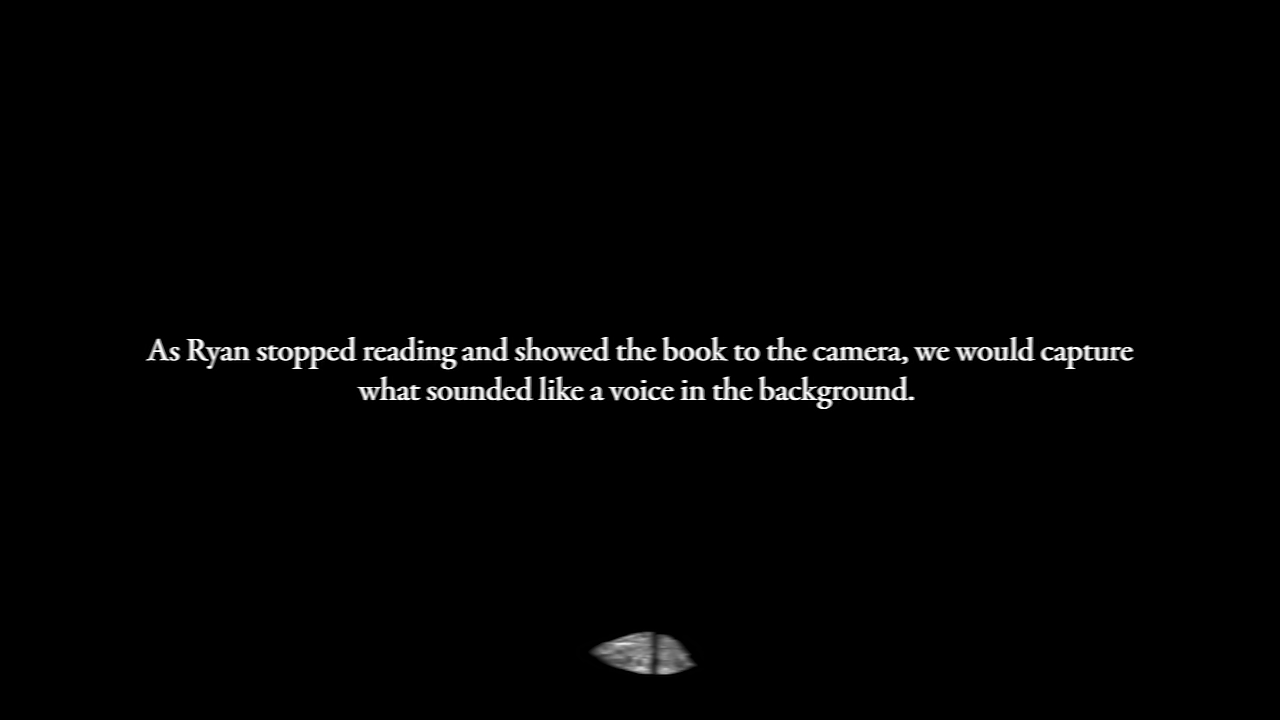 As Ryan stopped reading and showed the book to the camera, we would capture
what sounded like a voice in the background.